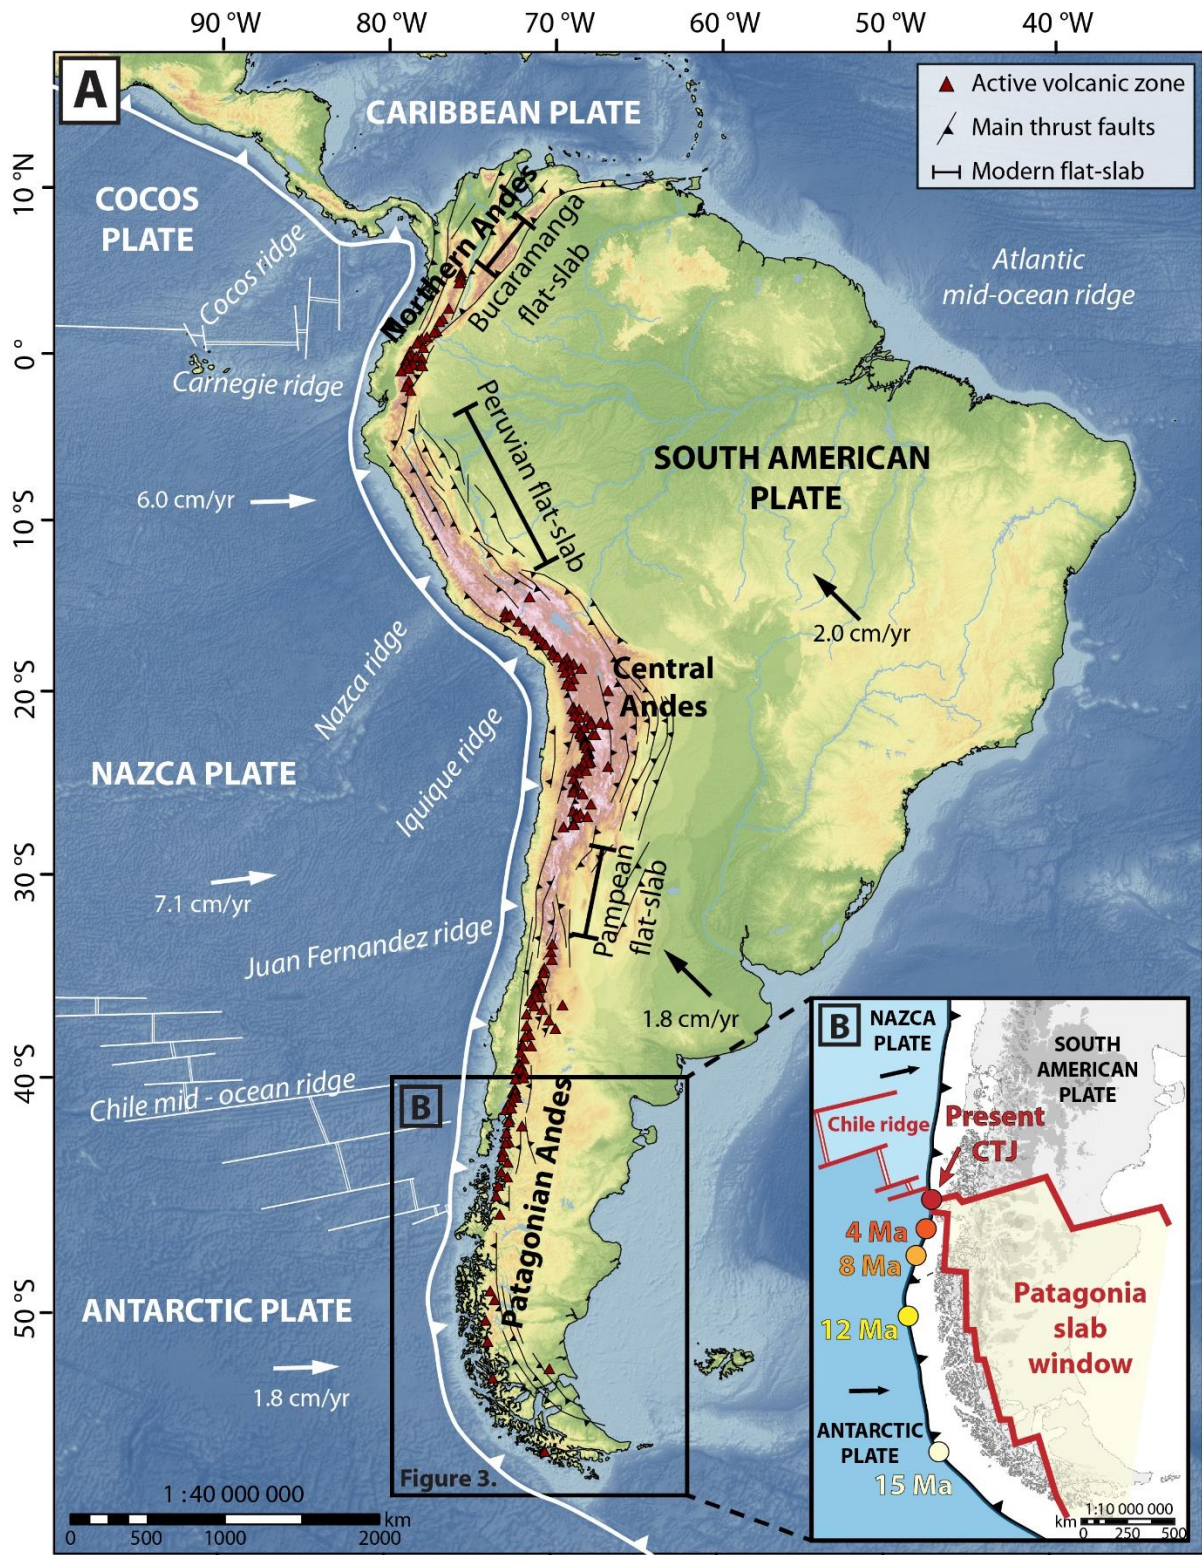 90 °W
80 °W
70 °W
60 °W
50 °W
40 °W
A
CARIBBEAN PLATE
Active volcanic zone
Main thrust faults
Modern flat-slab
10 °N
COCOS
PLATE
Cocos ridge
Northern Andes
Bucaramanga
flat-slab
Atlantic
mid-ocean ridge
0 °
Carnegie ridge
Peruvian flat-slab
SOUTH AMERICAN
PLATE
6.0 cm/yr
10 °S
2.0 cm/yr
Nazca ridge
Central
Andes
20 °S
NAZCA PLATE
Iquique ridge
30 °S
7.1 cm/yr
Pampean
flat-slab
Juan Fernandez ridge
1.8 cm/yr
40 °S
Chile mid - ocean ridge
B
Patagonian Andes
50 °S
ANTARCTIC PLATE
1.8 cm/yr
Figure 3.
1 :40 000 000
km
0
500
1000
2000
B
NAZCA
PLATE
SOUTH
AMERICAN
PLATE
Chile ridge
Present
CTJ
4 Ma
8 Ma
12 Ma
Patagonia
slab
window
ANTARCTIC
PLATE
15 Ma
1:10 000 000
km
0
250
500